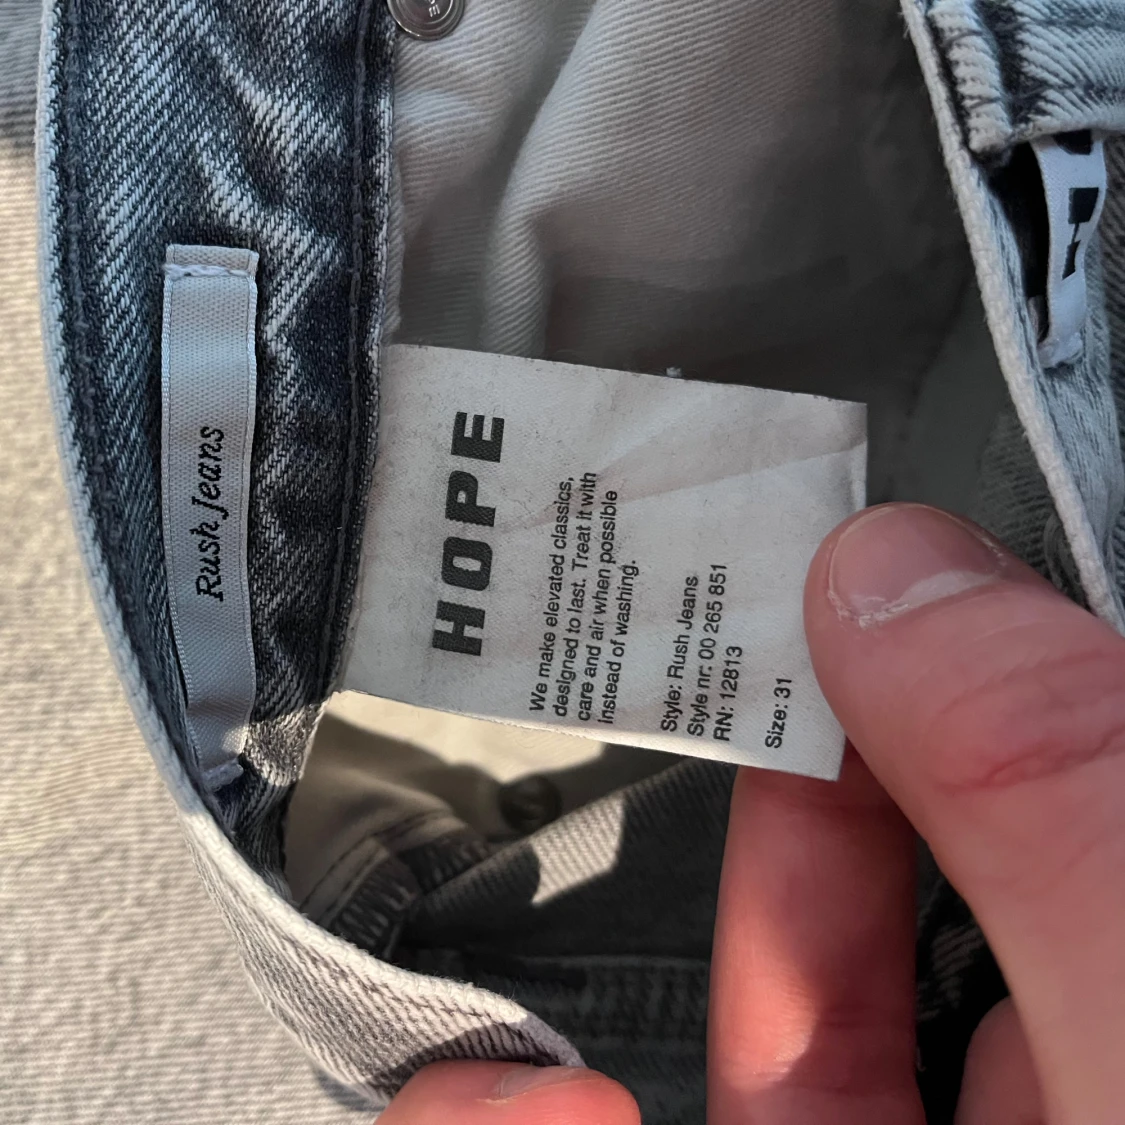 Rush Jeans
HOPE
We make elevated classics,
designed to last. Treat it with
care and air when possible
instead of washing.
Style: Rush Jeans
Style nr: 00 265 851
RN: 12813
Size: 31